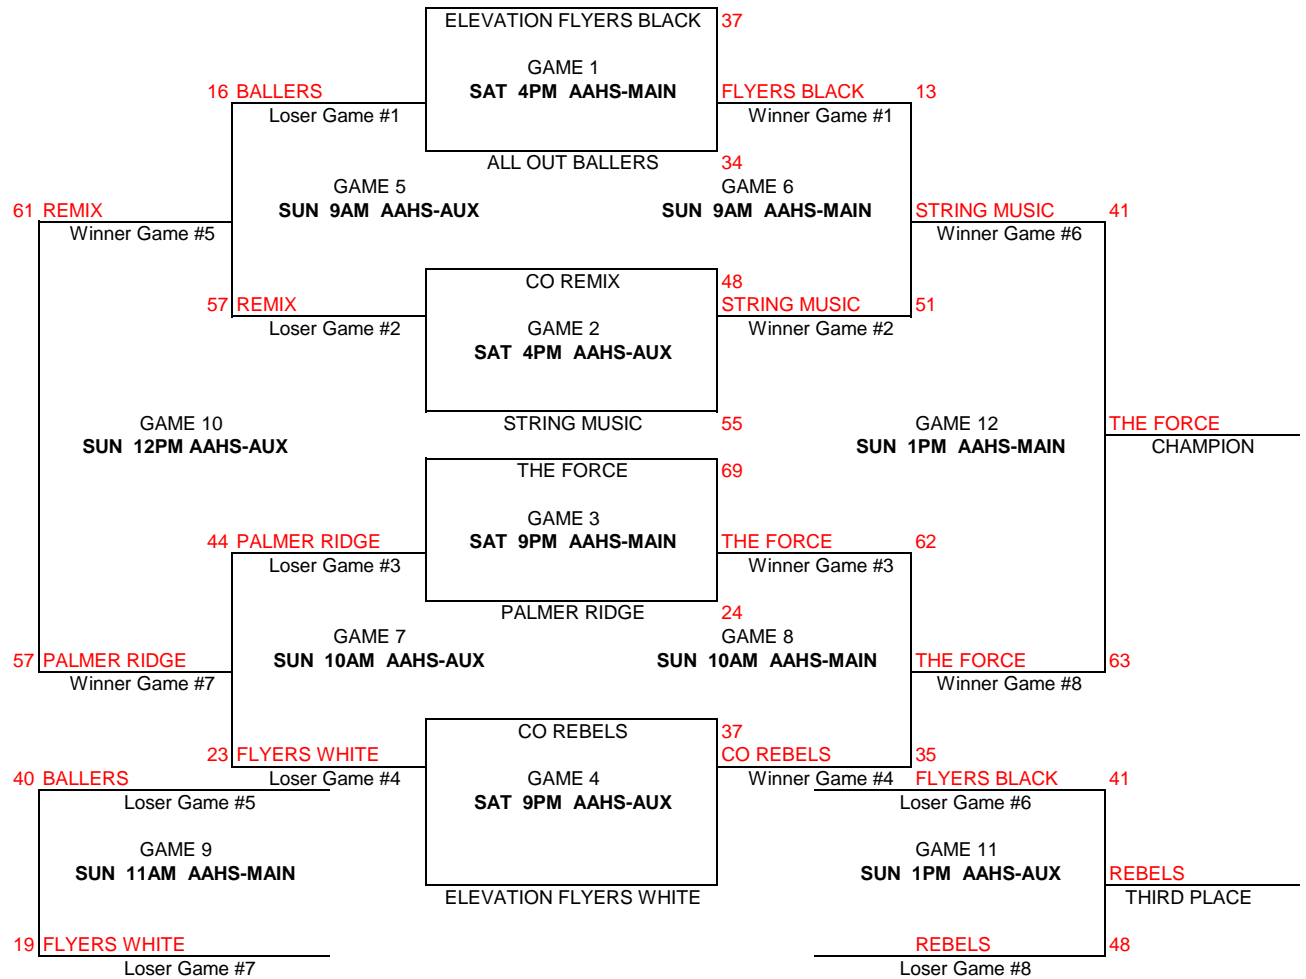 ELEVATION FLYERS BLACK 37
GAME 1
16 BALLERS SAT 4PM AAHS-MAIN FLYERS BLACK 13
Loser Game #1 Winner Game #1
ALL OUT BALLERS 34
GAME 5 GAME 6
61 REMIX SUN 9AM AAHS-AUX SUN 9AM AAHS-MAIN STRING MUSIC 41
Winner Game #5 Winner Game #6
CO REMIX 48
57 REMIX STRING MUSIC 51
Loser Game #2 GAME 2 Winner Game #2
SAT 4PM AAHS-AUX
GAME 10 STRING MUSIC 55 GAME 12 THE FORCE
SUN 12PM AAHS-AUX SUN 1PM AAHS-MAIN CHAMPION
THE FORCE 69
GAME 3
44 PALMER RIDGE SAT 9PM AAHS-MAIN THE FORCE 62
Loser Game #3 Winner Game #3
PALMER RIDGE 24
GAME 7 GAME 8
57 PALMER RIDGE SUN 10AM AAHS-AUX SUN 10AM AAHS-MAIN THE FORCE 63
Winner Game #7 Winner Game #8
CO REBELS 37
23 FLYERS WHITE CO REBELS 35
40 BALLERS Loser Game #4 GAME 4 Winner Game #4 FLYERS BLACK 41
Loser Game #5 SAT 9PM AAHS-AUX Loser Game #6
GAME 9 GAME 11
SUN 11AM AAHS-MAIN SUN 1PM AAHS-AUX REBELS
ELEVATION FLYERS WHITE THIRD PLACE
19 FLYERS WHITE REBELS 48
Loser Game #7 Loser Game #8